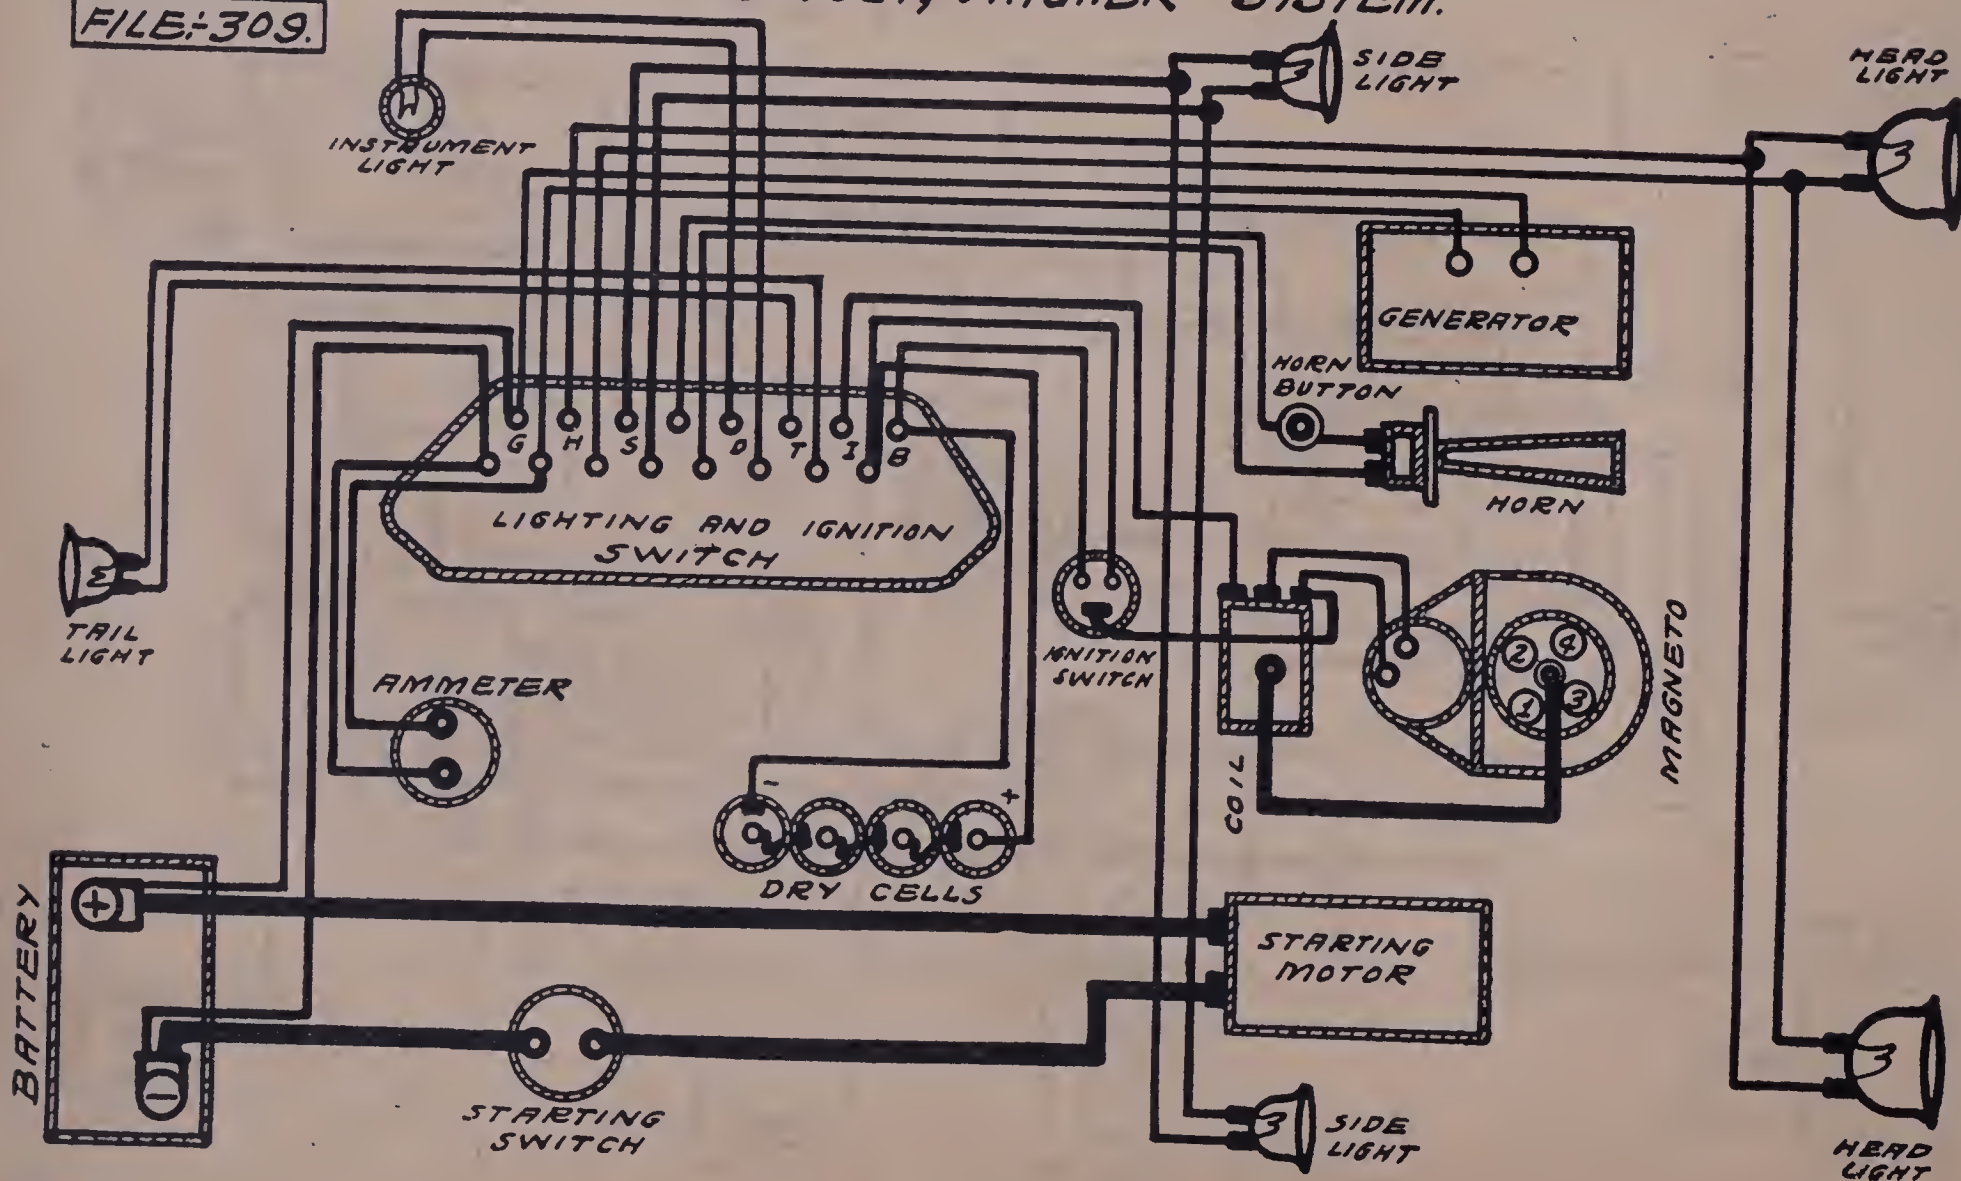 SYSTEM.
FILE:-309.
SIDE
LIGHT
HEAD
LIGHT
INSTRUMENT
LIGHT
GENERATOR
HORN
BUTTON
G H S D T I B
HORN
LIGHTING AND IGNITION
SWITCH
TAIL
LIGHT
IGNITION
SWITCH
2 4
1 3
MAGNETO
AMMETER
COIL
- +
DRY CELLS
BATTERY
+
STARTING
MOTOR
-
STARTING
SWITCH
SIDE
LIGHT
HEAD
LIGHT